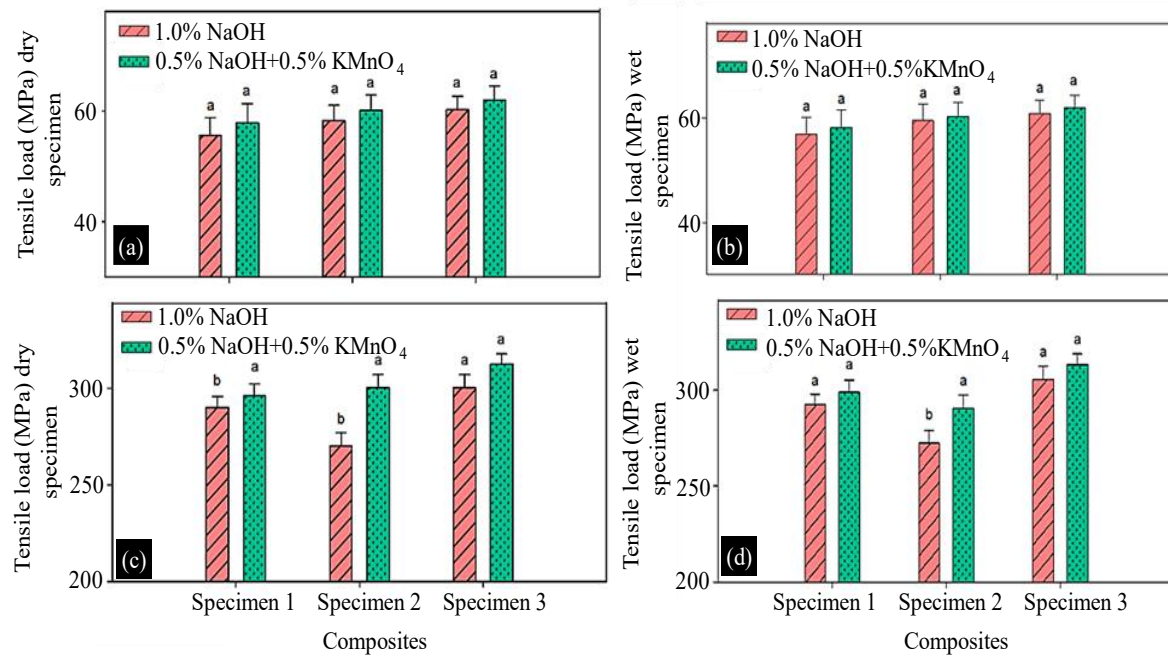 1.0% NaOH
0.5% NaOH+0.5% KMnO₄
Tensile load (MPa) dry
specimen
60
40
a a a a a a
(a)
1.0% NaOH
0.5% NaOH+0.5%KMnO₄
Tensile load (MPa) wet
specimen
60
40
a a a a a a
(b)
1.0% NaOH
0.5% NaOH+0.5% KMnO₄
Tensile load (MPa) dry
specimen
300
250
200
b a b a a a
(c)
Specimen 1 Specimen 2 Specimen 3
Composites
1.0% NaOH
0.5% NaOH+0.5%KMnO₄
Tensile load (MPa) wet
specimen
300
250
200
a a b a a a
(d)
Specimen 1 Specimen 2 Specimen 3
Composites